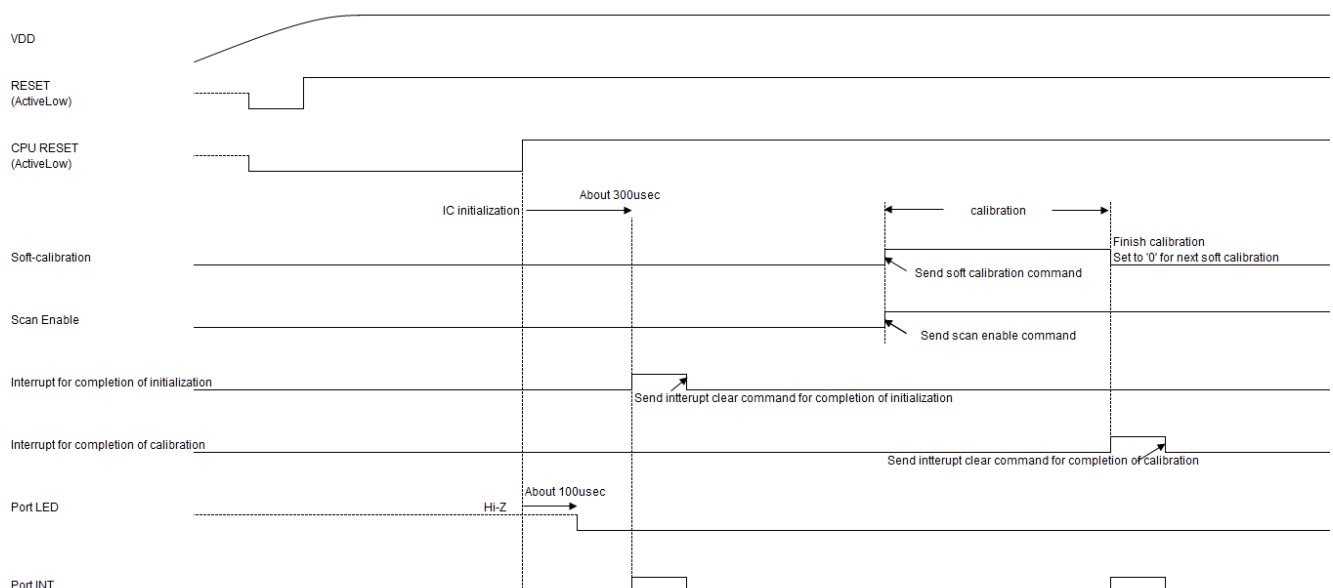 VDD
RESET
(ActiveLow)
CPU RESET
(ActiveLow)
About 300usec
IC initialization
calibration
Finish calibration
Soft-calibration
Set to '0' for next soft calibration
Send soft calibration command
Scan Enable
Send scan enable command
Interrupt for completion of initialization
Send intterupt clear command for completion of initialization
Interrupt for completion of calibration
Send intterupt clear command for completion of calibration
About 100usec
Port LED
Hi-Z
Port INT